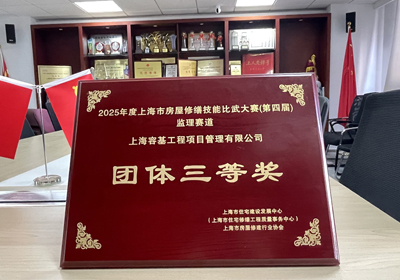 2025年度上海市房屋修缮技能比武大赛(第四届)
监理赛道
上海容基工程项目管理有限公司
团体三等奖
上海市住宅建设发展中心
(上海市住宅修缮工程质量事务中心)
上海市房屋修缮行业协会